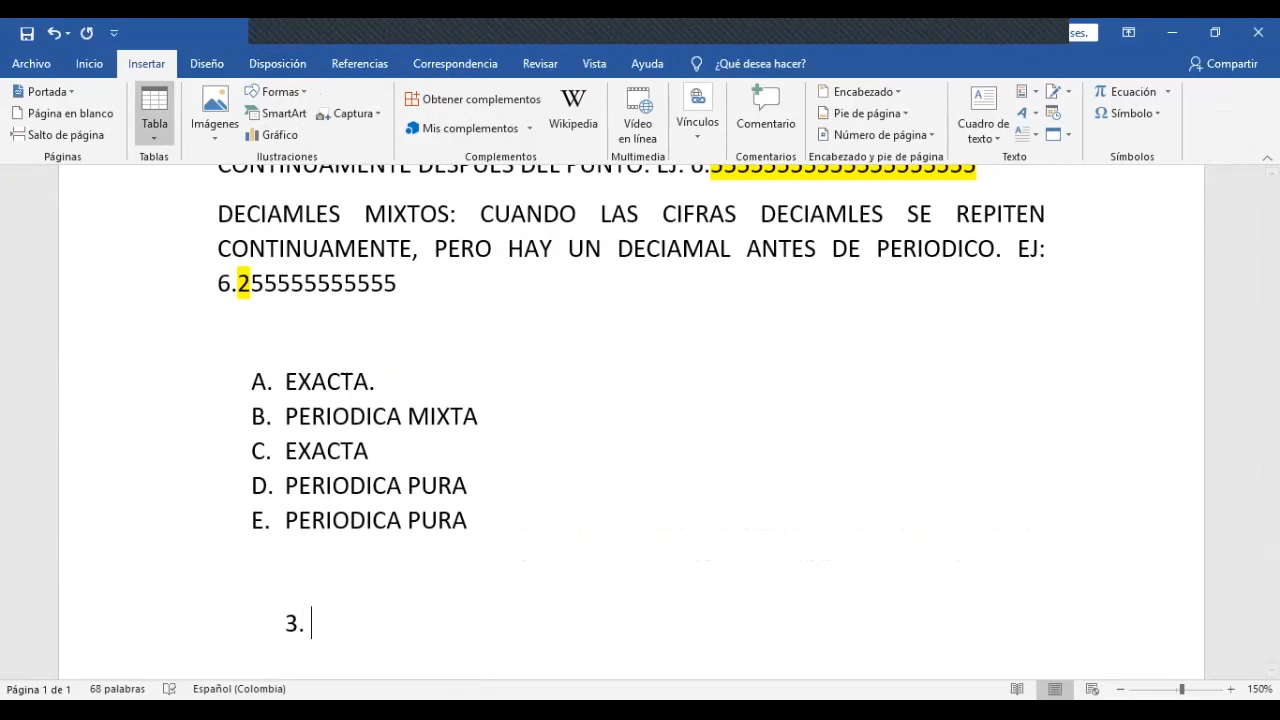 ses.
Archivo Inicio Insertar Diseño Disposición Referencias Correspondencia Revisar Vista Ayuda ¿Qué desea hacer? Compartir
Portada
Página en blanco
Salto de página
Páginas
Tabla
Tablas
Imágenes
Formas
SmartArt
Gráfico
Captura
Ilustraciones
Obtener complementos
Mis complementos
Wikipedia
Complementos
Vídeo
en línea
Multimedia
Vínculos
Comentario
Comentarios
Encabezado
Pie de página
Número de página
Encabezado y pie de página
Cuadro de
texto
Texto
Ecuación
Símbolo
Símbolos
CONTINUAMENTE DESPUES DEL PUNTO. EJ: 6.55555555555555555555
DECIAMLES MIXTOS: CUANDO LAS CIFRAS DECIAMLES SE REPITEN
CONTINUAMENTE, PERO HAY UN DECIAMAL ANTES DE PERIODICO. EJ:
6.255555555555
A. EXACTA.
B. PERIODICA MIXTA
C. EXACTA
D. PERIODICA PURA
E. PERIODICA PURA
3.
Página 1 de 1 68 palabras Español (Colombia) 150%